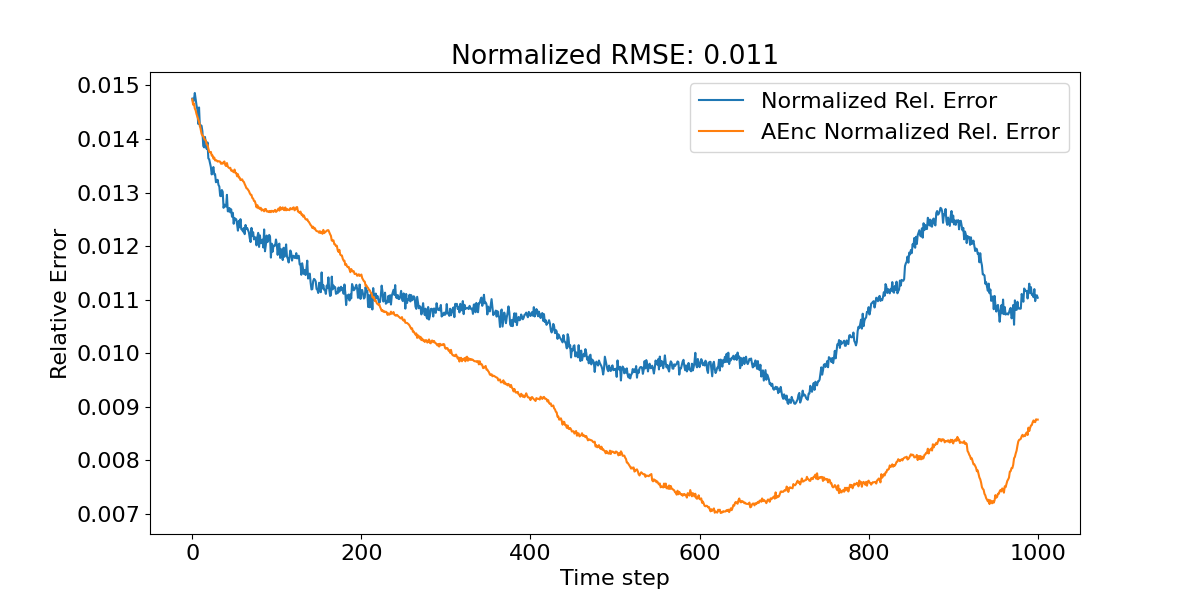 Normalized RMSE: 0.011
Normalized Rel. Error
AEnc Normalized Rel. Error
Relative Error
0.015
0.014
0.013
0.012
0.011
0.010
0.009
0.008
0.007
0 200 400 600 800 1000
Time step